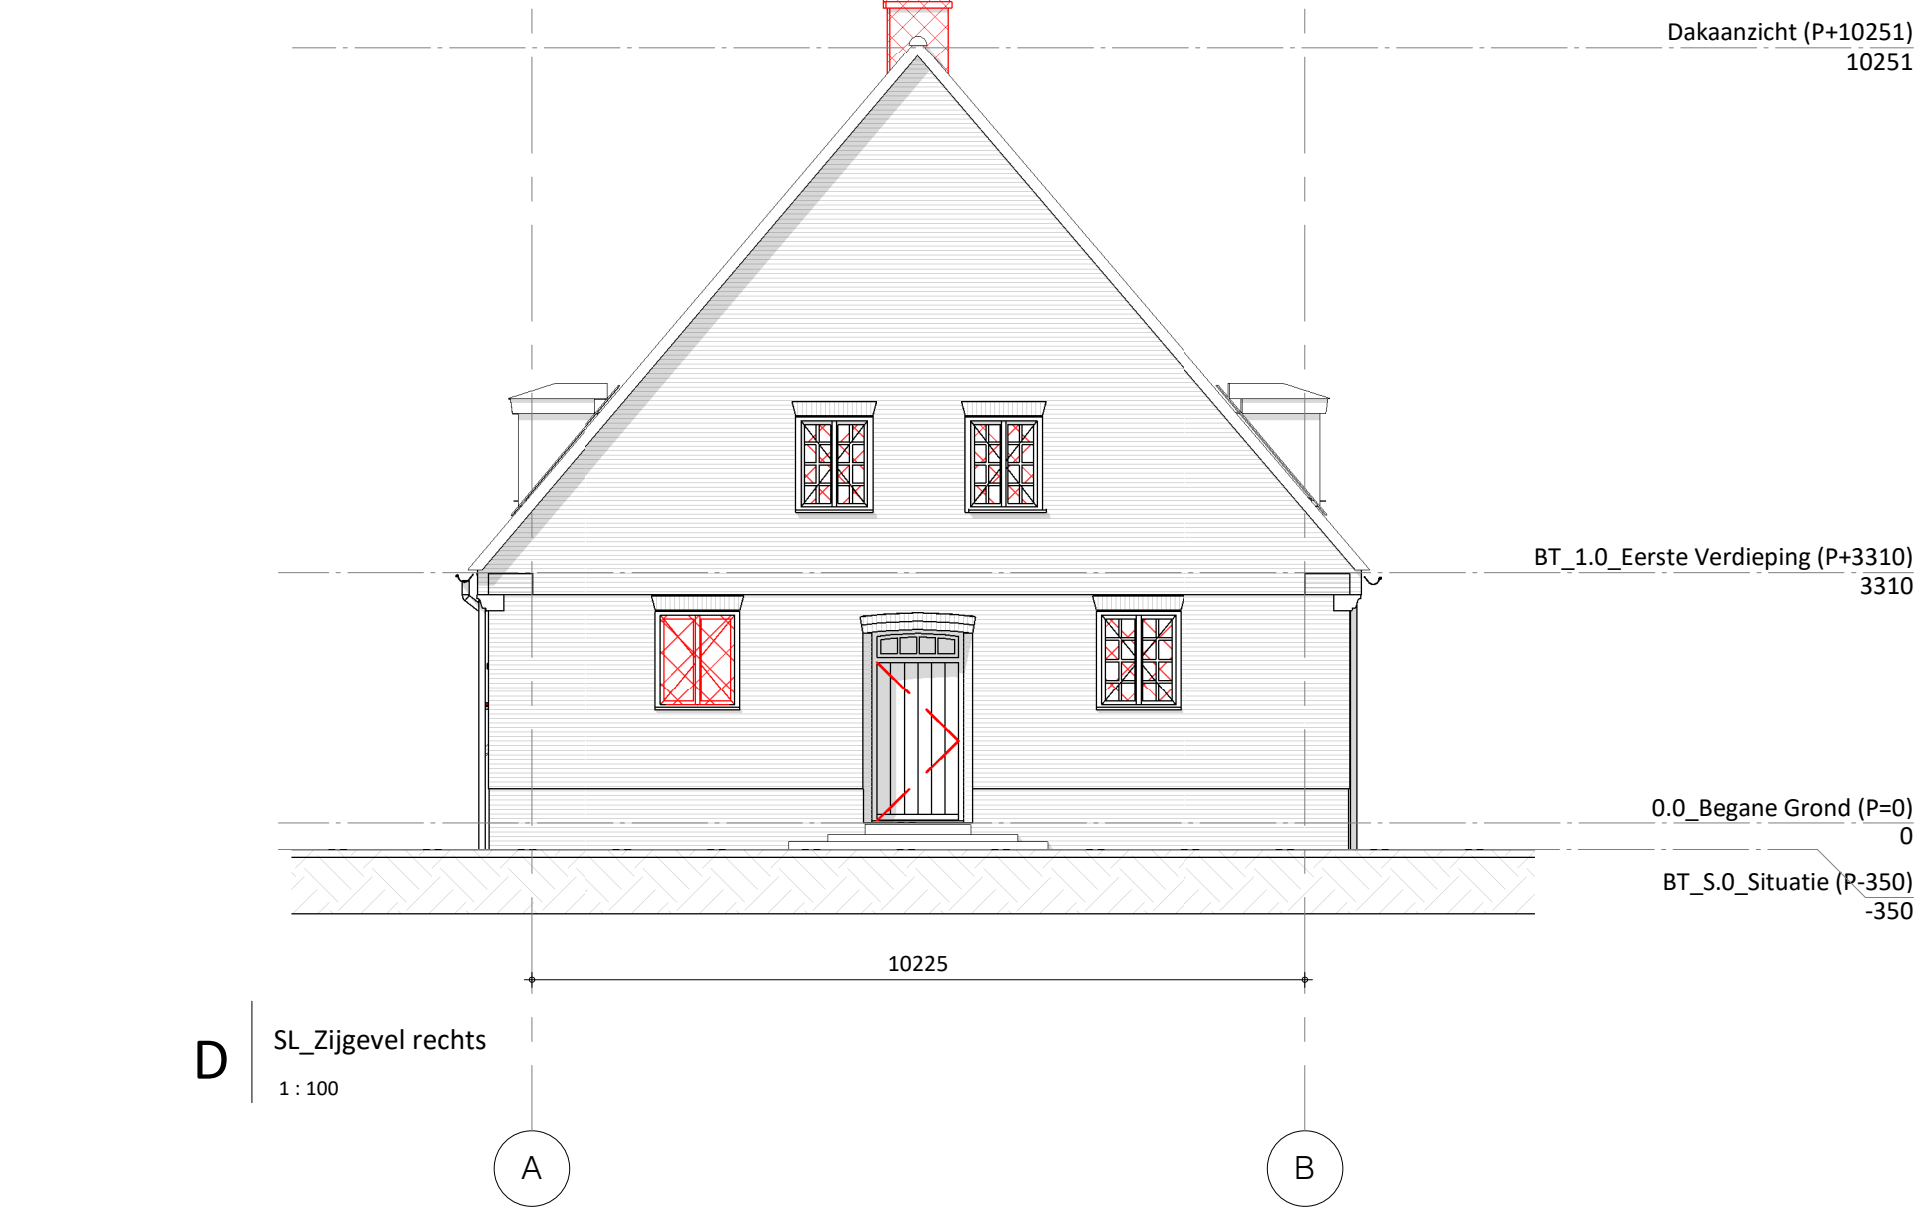 Dakaanzicht (P+10251)
10251
BT_1.0_Eerste Verdieping (P+3310)
3310
0.0_Begane Grond (P=0)
0
BT_S.0_Situatie (P-350)
-350
10225
D
SL_Zijgevel rechts
1 : 100
A
B